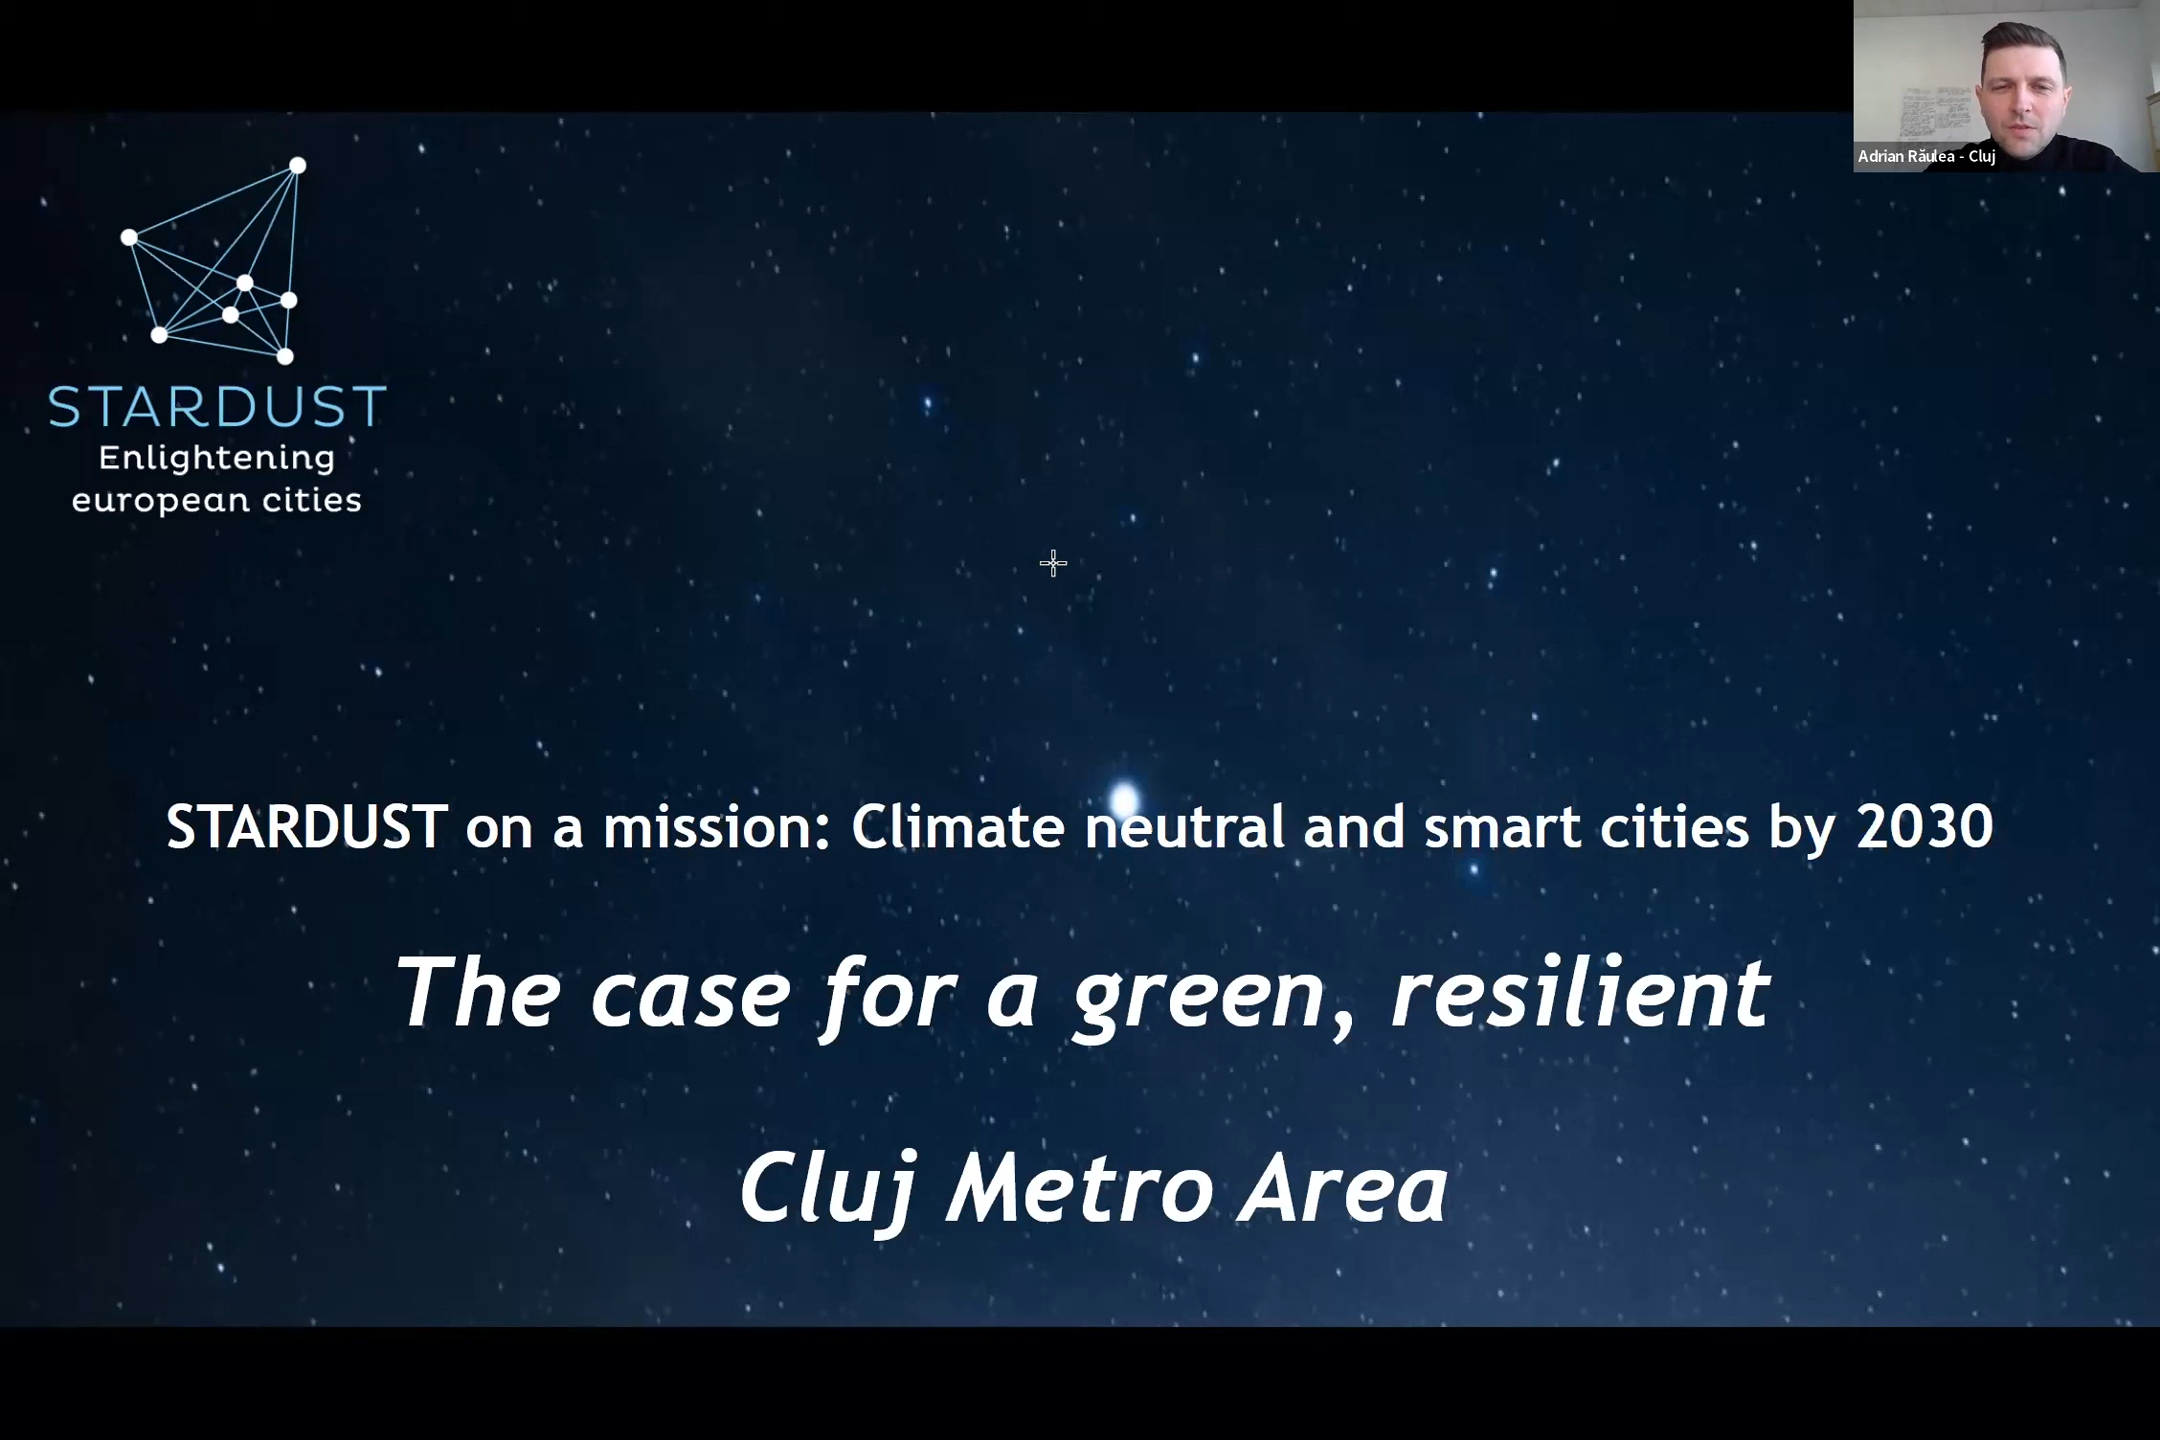 Adrian Răulea - Cluj
STARDUST
Enlightening
european cities
STARDUST on a mission: Climate neutral and smart cities by 2030
The case for a green, resilient
Cluj Metro Area